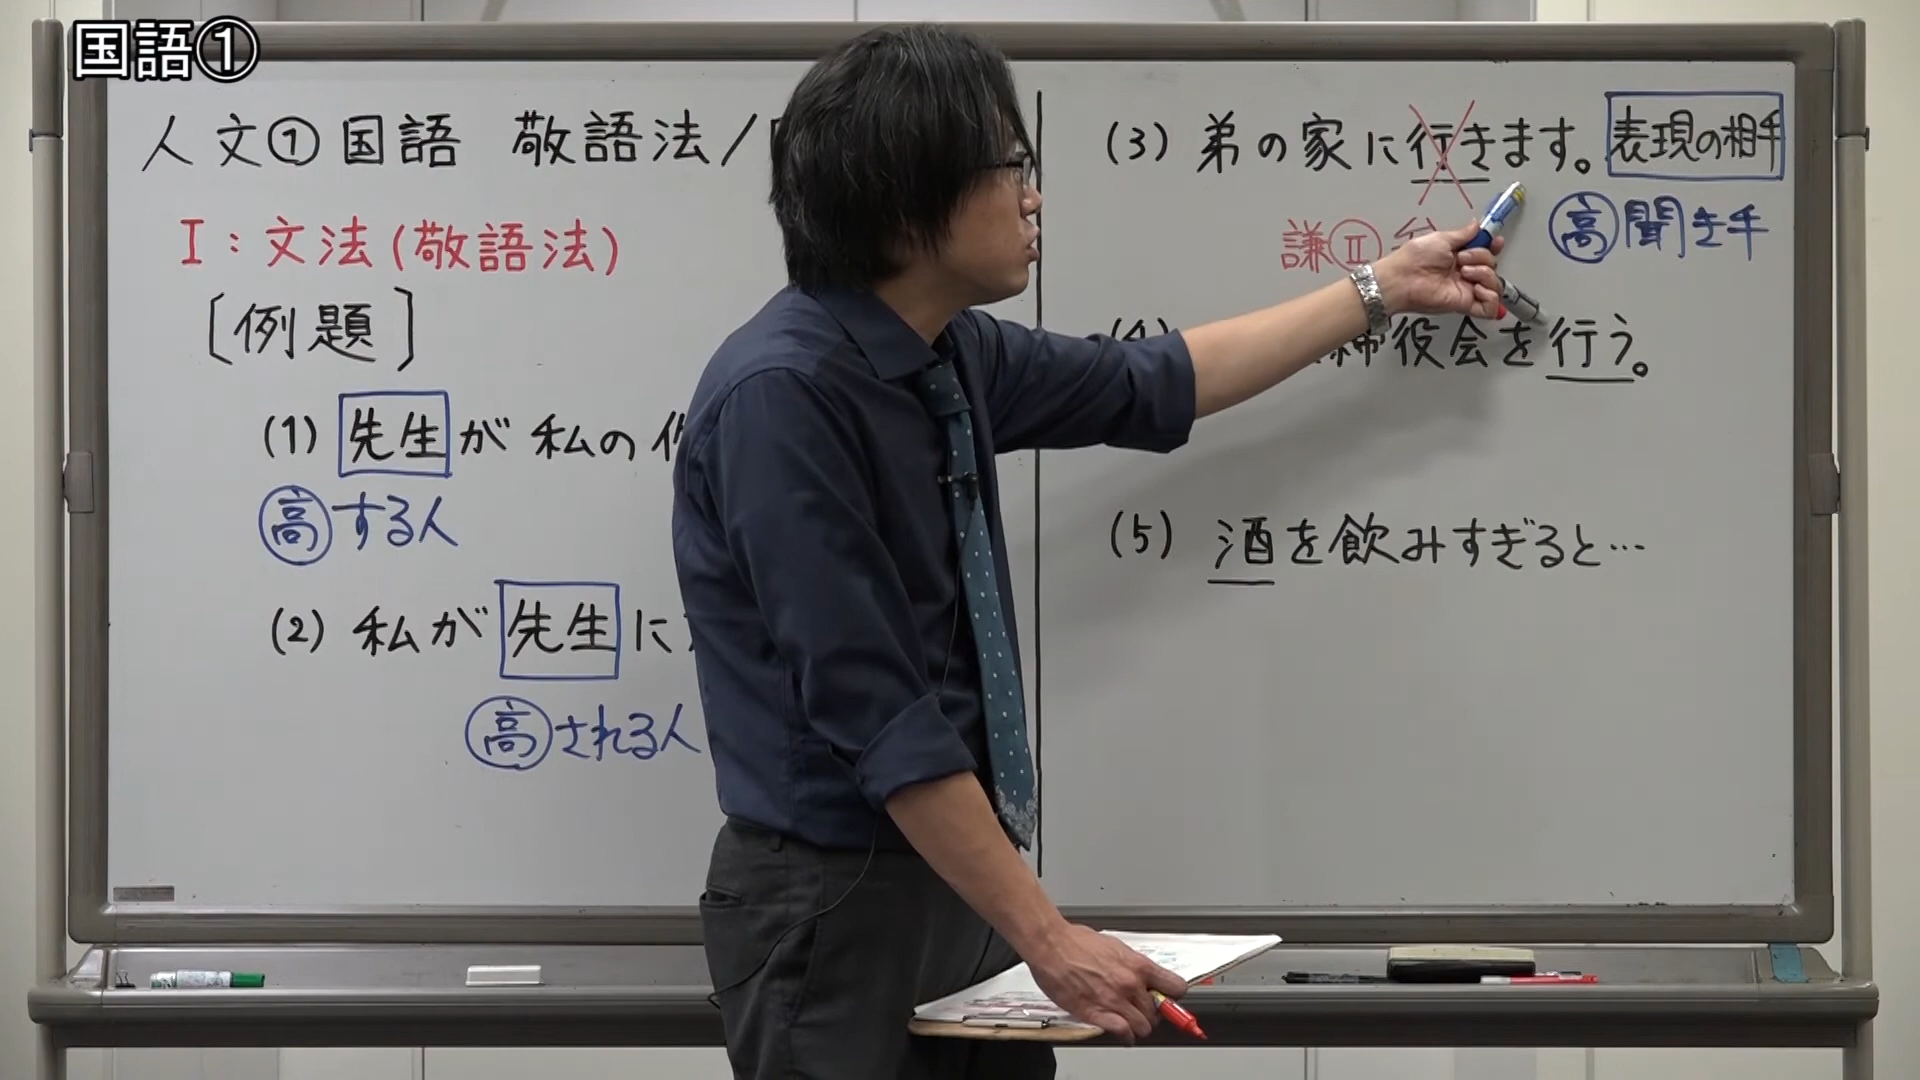 国語①
人文①国語 敬語法/
I:文法(敬語法)
[例題]
(1) 先生が私の
高する人
(2) 私が先生に
高される人
(3) 弟の家に行きます。 表現の相手
謙Ⅱ
高聞き手
締役会を行う。
(5) 酒を飲みすぎると…